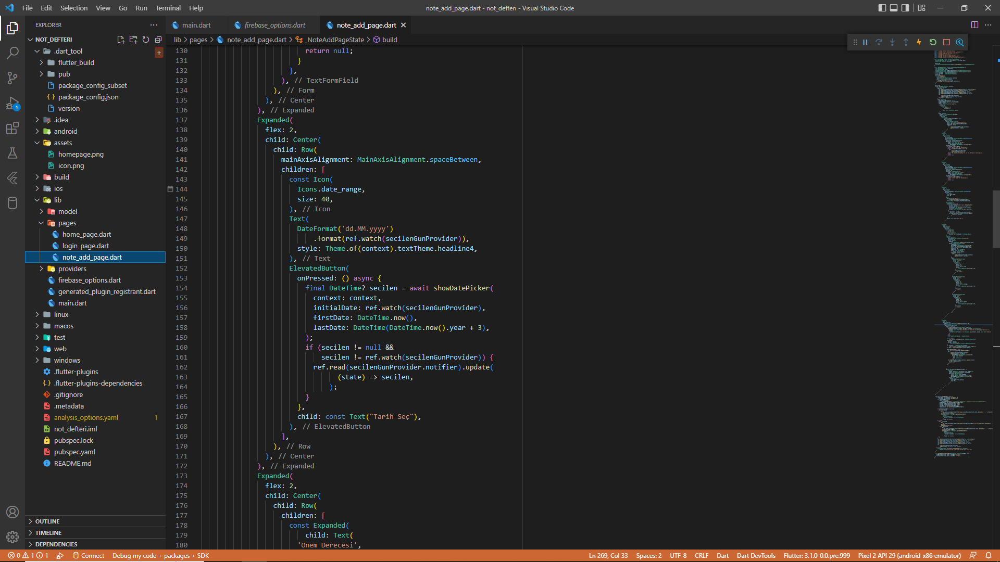 File Edit Selection View Go Run Terminal Help
note_add_page.dart - not_defteri - Visual Studio Code
EXPLORER
NOT_DEFTERI
.dart_tool
flutter_build
pub
package_config_subset
package_config.json
version
.idea
android
assets
homepage.png
icon.png
build
ios
lib
model
pages
home_page.dart
login_page.dart
note_add_page.dart
providers
firebase_options.dart
generated_plugin_registrant.dart
main.dart
linux
macos
test
web
windows
.flutter-plugins
.flutter-plugins-dependencies
.gitignore
.metadata
analysis_options.yaml 1
not_defteri.iml
pubspec.lock
pubspec.yaml
README.md
OUTLINE
TIMELINE
DEPENDENCIES
main.dart firebase_options.dart note_add_page.dart
lib > pages > note_add_page.dart > _NoteAddPageState > build
130 return null;
131 }
132 },
133 ), // TextFormField
134 ), // Form
135 ), // Center
136 ), // Expanded
137 Expanded(
138 flex: 2,
139 child: Center(
140 child: Row(
141 mainAxisAlignment: MainAxisAlignment.spaceBetween,
142 children: [
143 const Icon(
144 Icons.date_range,
145 size: 40,
146 ), // Icon
147 Text(
148 DateFormat('dd.MM.yyyy')
149 .format(ref.watch(secilenGunProvider)),
150 style: Theme.of(context).textTheme.headline4,
151 ), // Text
152 ElevatedButton(
153 onPressed: () async {
154 final DateTime? secilen = await showDatePicker(
155 context: context,
156 initialDate: ref.watch(secilenGunProvider),
157 firstDate: DateTime.now(),
158 lastDate: DateTime(DateTime.now().year + 3),
159 );
160 if (secilen != null &&
161 secilen != ref.watch(secilenGunProvider)) {
162 ref.read(secilenGunProvider.notifier).update(
163 (state) => secilen,
164 );
165 }
166 },
167 child: const Text("Tarih Seç"),
168 ), // ElevatedButton
169 ],
170 ), // Row
171 ), // Center
172 ), // Expanded
173 Expanded(
174 flex: 2,
175 child: Center(
176 child: Row(
177 children: [
178 const Expanded(
179 child: Text(
180 'Önem Derecesi',
1
0 1 1 Connect Debug my code + packages + SDK Ln 269, Col 33 Spaces: 2 UTF-8 CRLF Dart Dart DevTools Flutter: 3.1.0-0.0.pre.999 Pixel 2 API 29 (android-x86 emulator)